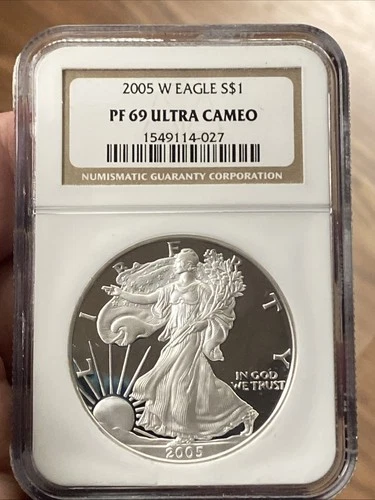 2005 W EAGLE S$1
PF 69 ULTRA CAMEO
1549114-027
NUMISMATIC GUARANTY CORPORATION
LIBERTY
IN GOD
WE TRUST
2005